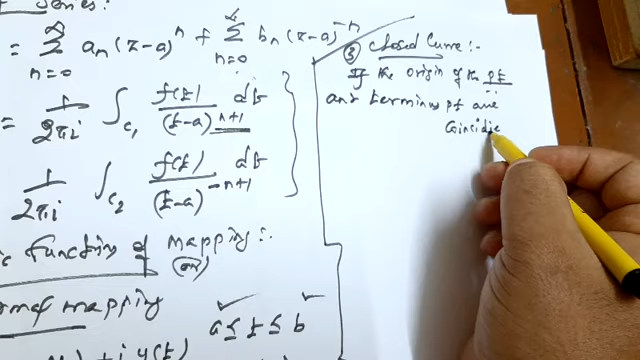 Series:
= ∞ Σ n=0 aₙ (z-a)ⁿ + ∞ Σ n=0 bₙ (z-a)⁻ⁿ
= 1/2πi ∫c₁ f(t)/(t-a)ⁿ⁺¹ dt
1/2πi ∫c₂ f(t)/(t-a)⁻ⁿ⁺¹ dt
Function of mapping :-
(or)
mapping
a ≤ t ≤ b
+ i y(t)
③ Closed Curve :-
If the origin of the pt
and terminus pt are
Coincidie